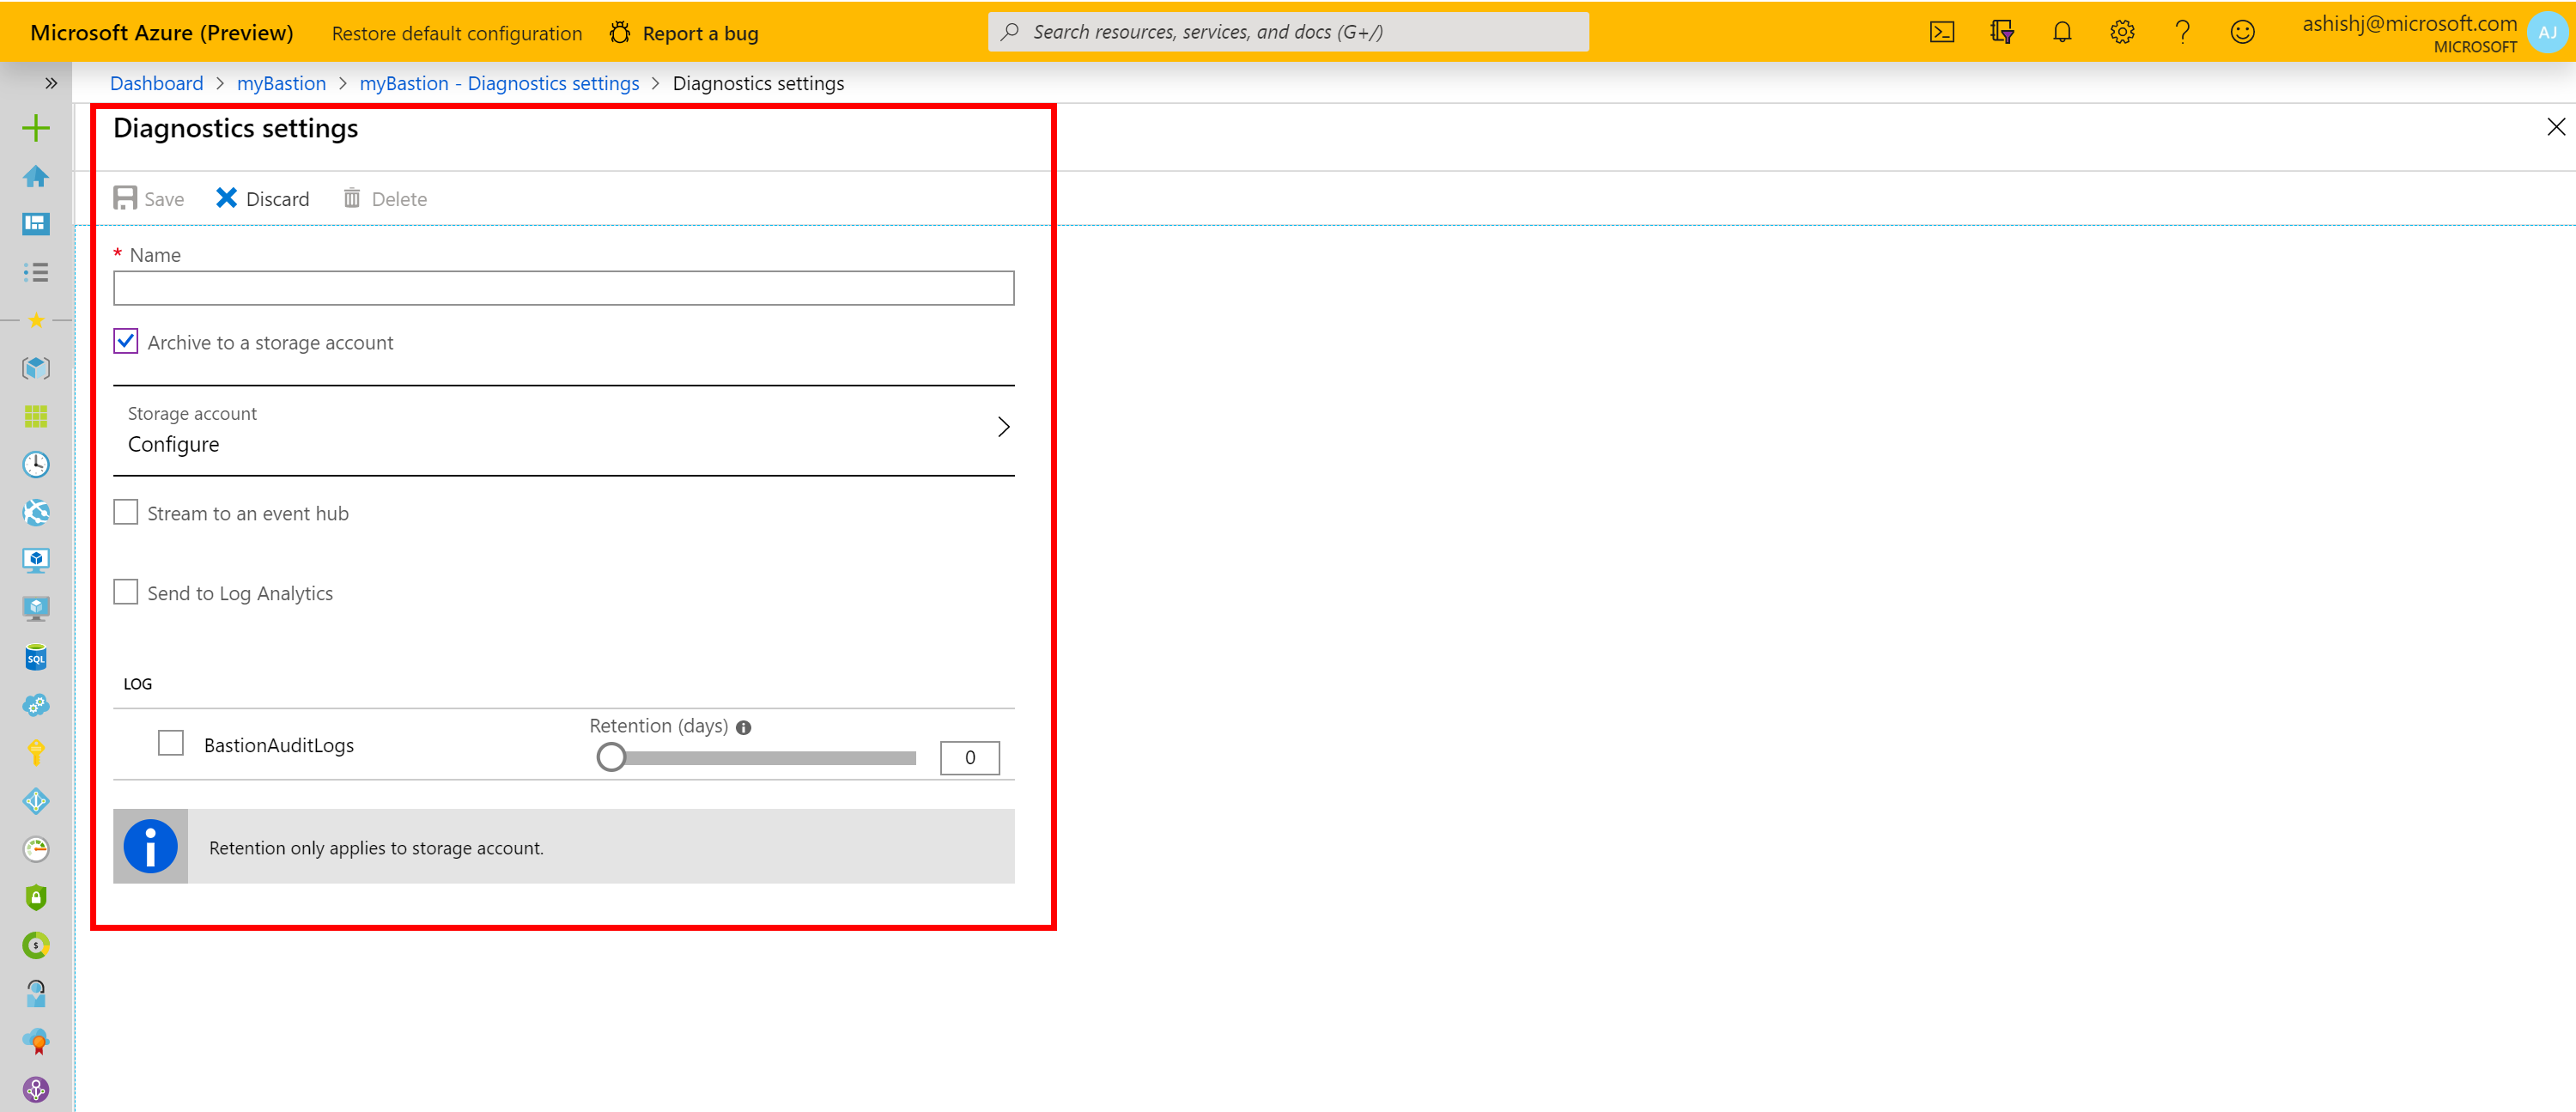 Microsoft Azure (Preview) Restore default configuration Report a bug Search resources, services, and docs (G+/) ashishj@microsoft.com
MICROSOFT
AJ
Dashboard > myBastion > myBastion - Diagnostics settings > Diagnostics settings
Diagnostics settings
Save Discard Delete
* Name
Archive to a storage account
Storage account
Configure
Stream to an event hub
Send to Log Analytics
LOG
Retention (days)
BastionAuditLogs
0
Retention only applies to storage account.
SQL